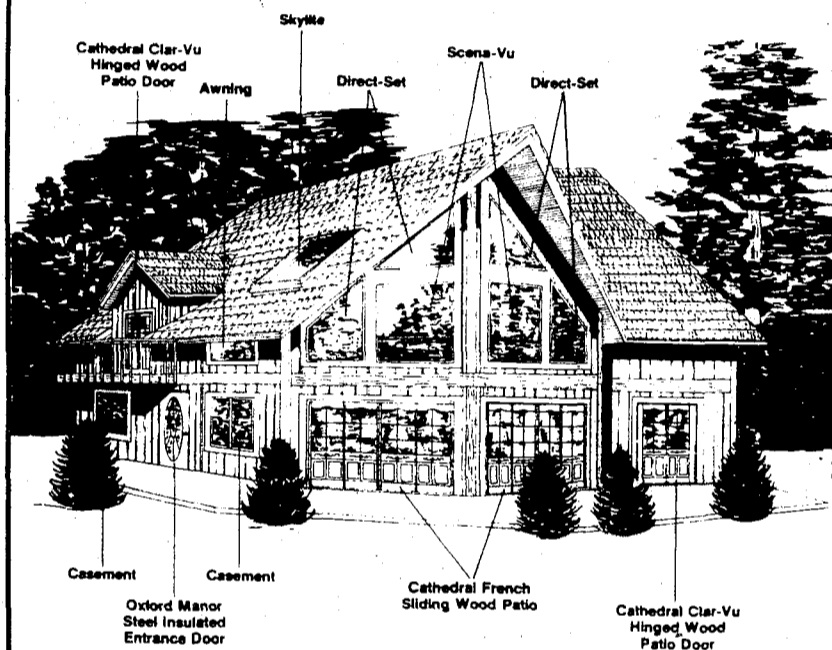 Skylite
Cathedral Clar-Vu
Hinged Wood
Patio Door
Awning
Direct-Set
Scena-Vu
Direct-Set
Casement
Oxford Manor
Steel Insulated
Entrance Door
Casement
Cathedral French
Sliding Wood Patio
Cathedral Clar-Vu
Hinged Wood
Patio Door